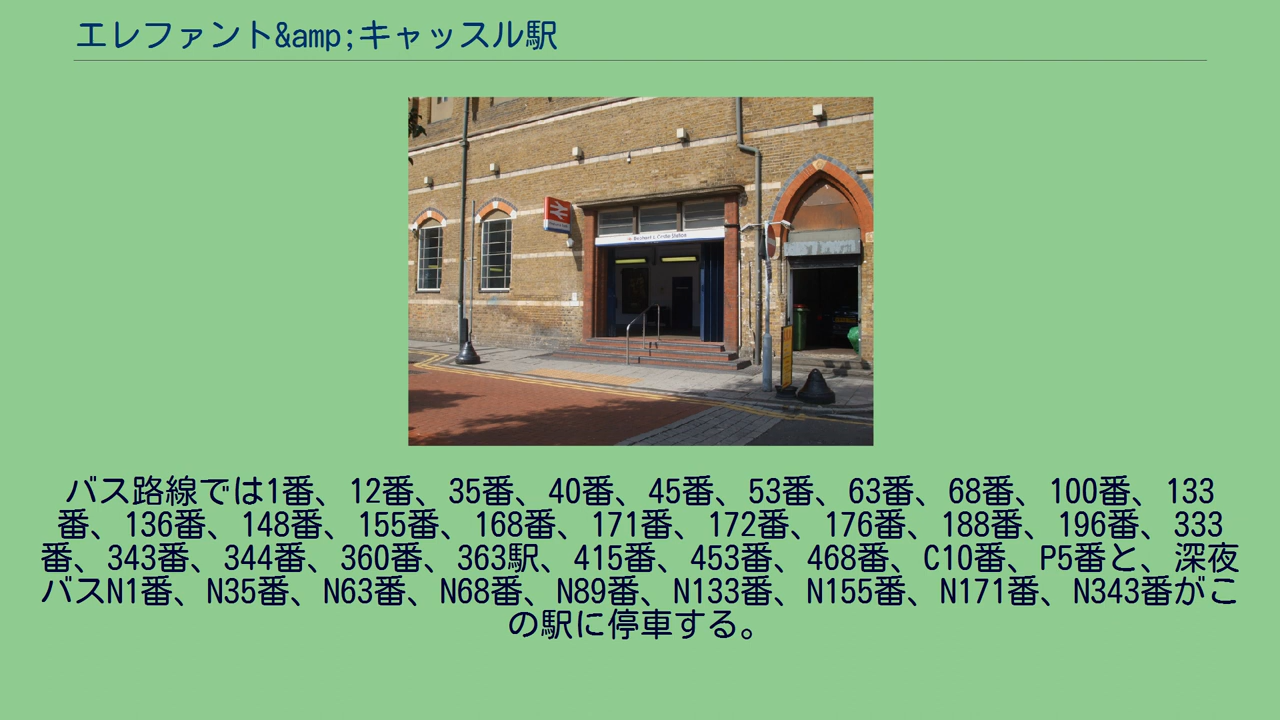 エレファント&amp;キャッスル駅
Elephant & Castle Station
バス路線では1番、12番、35番、40番、45番、53番、63番、68番、100番、133
番、136番、148番、155番、168番、171番、172番、176番、188番、196番、333
番、343番、344番、360番、363駅、415番、453番、468番、C10番、P5番と、深夜
バスN1番、N35番、N63番、N68番、N89番、N133番、N155番、N171番、N343番がこ
の駅に停車する。